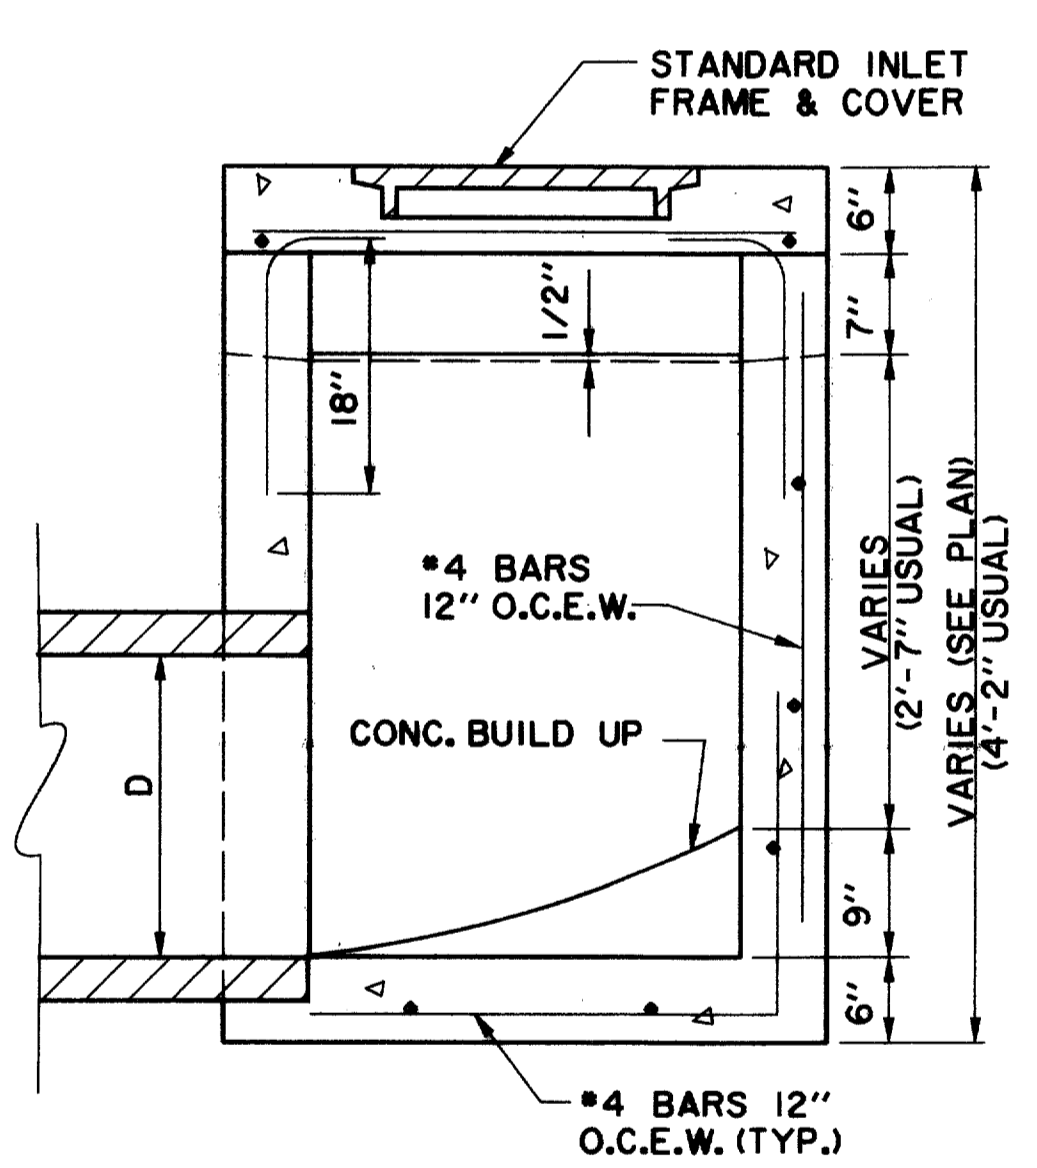 STANDARD INLET
FRAME & COVER
6"
7"
1/2"
18"
#4 BARS
12" O.C.E.W.
VARIES
(2'-7" USUAL)
VARIES (SEE PLAN)
(4'-2" USUAL)
CONC. BUILD UP
D
9"
6"
#4 BARS 12"
O.C.E.W. (TYP.)